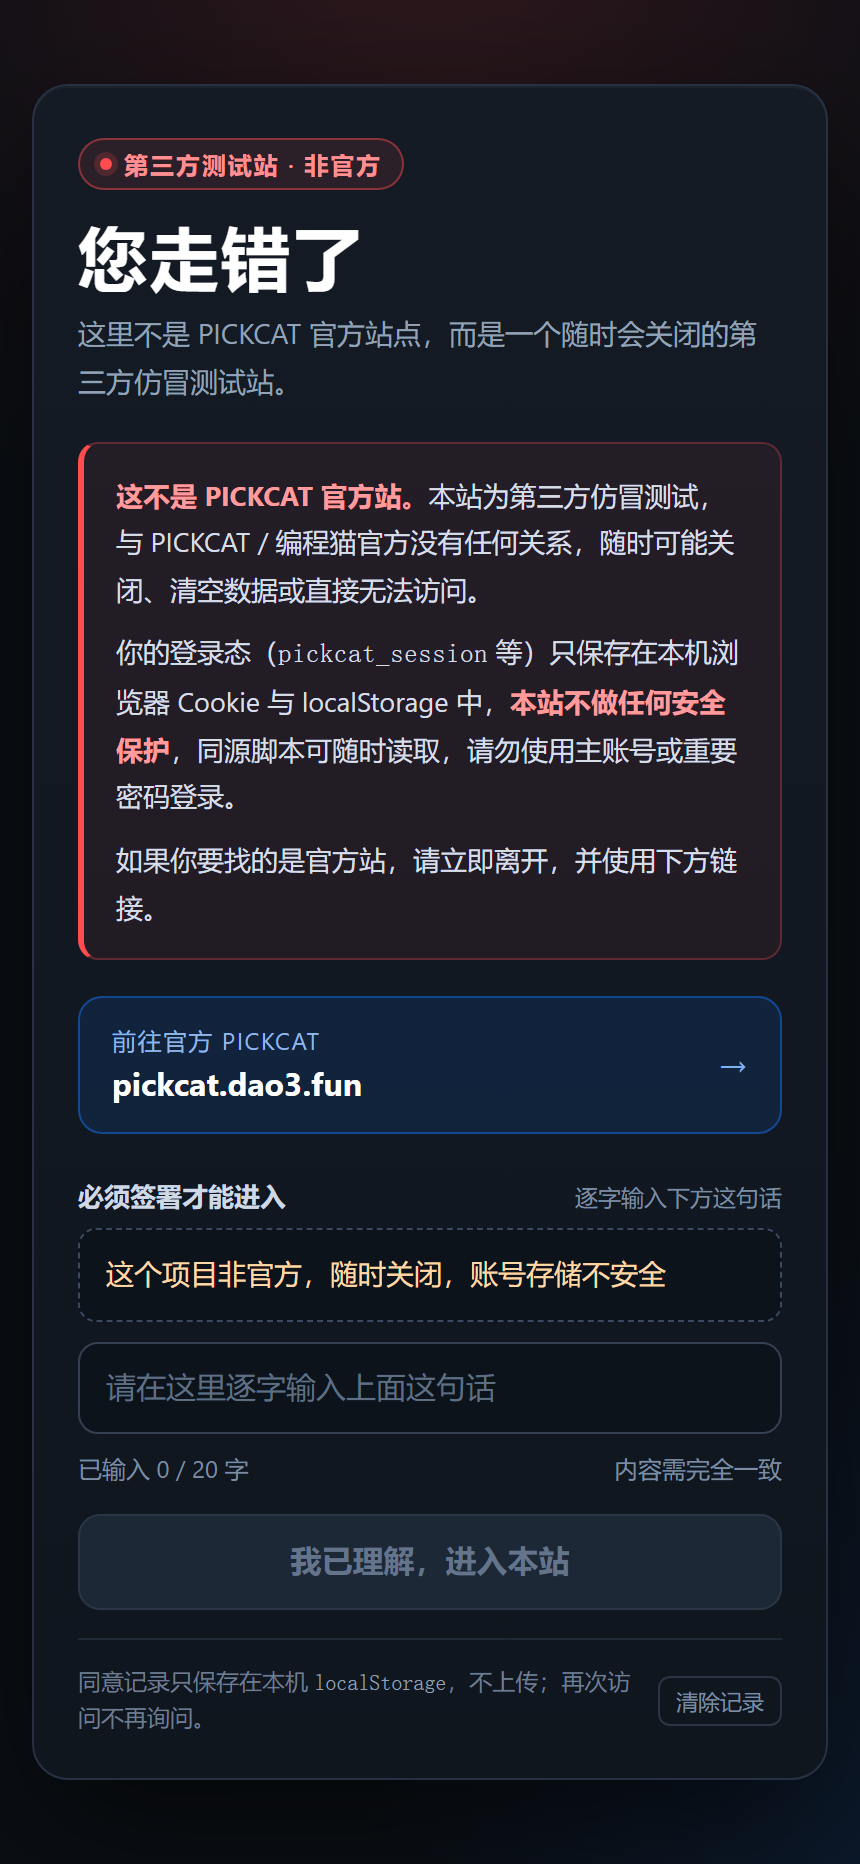 第三方测试站 · 非官方
您走错了
这里不是 PICKCAT 官方站点，而是一个随时会关闭的第
三方仿冒测试站。
这不是 PICKCAT 官方站。本站为第三方仿冒测试，
与 PICKCAT / 编程猫官方没有任何关系，随时可能关
闭、清空数据或直接无法访问。
你的登录态（pickcat_session 等）只保存在本机浏
览器 Cookie 与 localStorage 中，本站不做任何安全
保护，同源脚本可随时读取，请勿使用主账号或重要
密码登录。
如果你要找的是官方站，请立即离开，并使用下方链
接。
前往官方 PICKCAT
pickcat.dao3.fun
→
必须签署才能进入
逐字输入下方这句话
这个项目非官方，随时关闭，账号存储不安全
请在这里逐字输入上面这句话
已输入 0 / 20 字
内容需完全一致
我已理解，进入本站
同意记录只保存在本机 localStorage，不上传；再次访
问不再询问。
清除记录